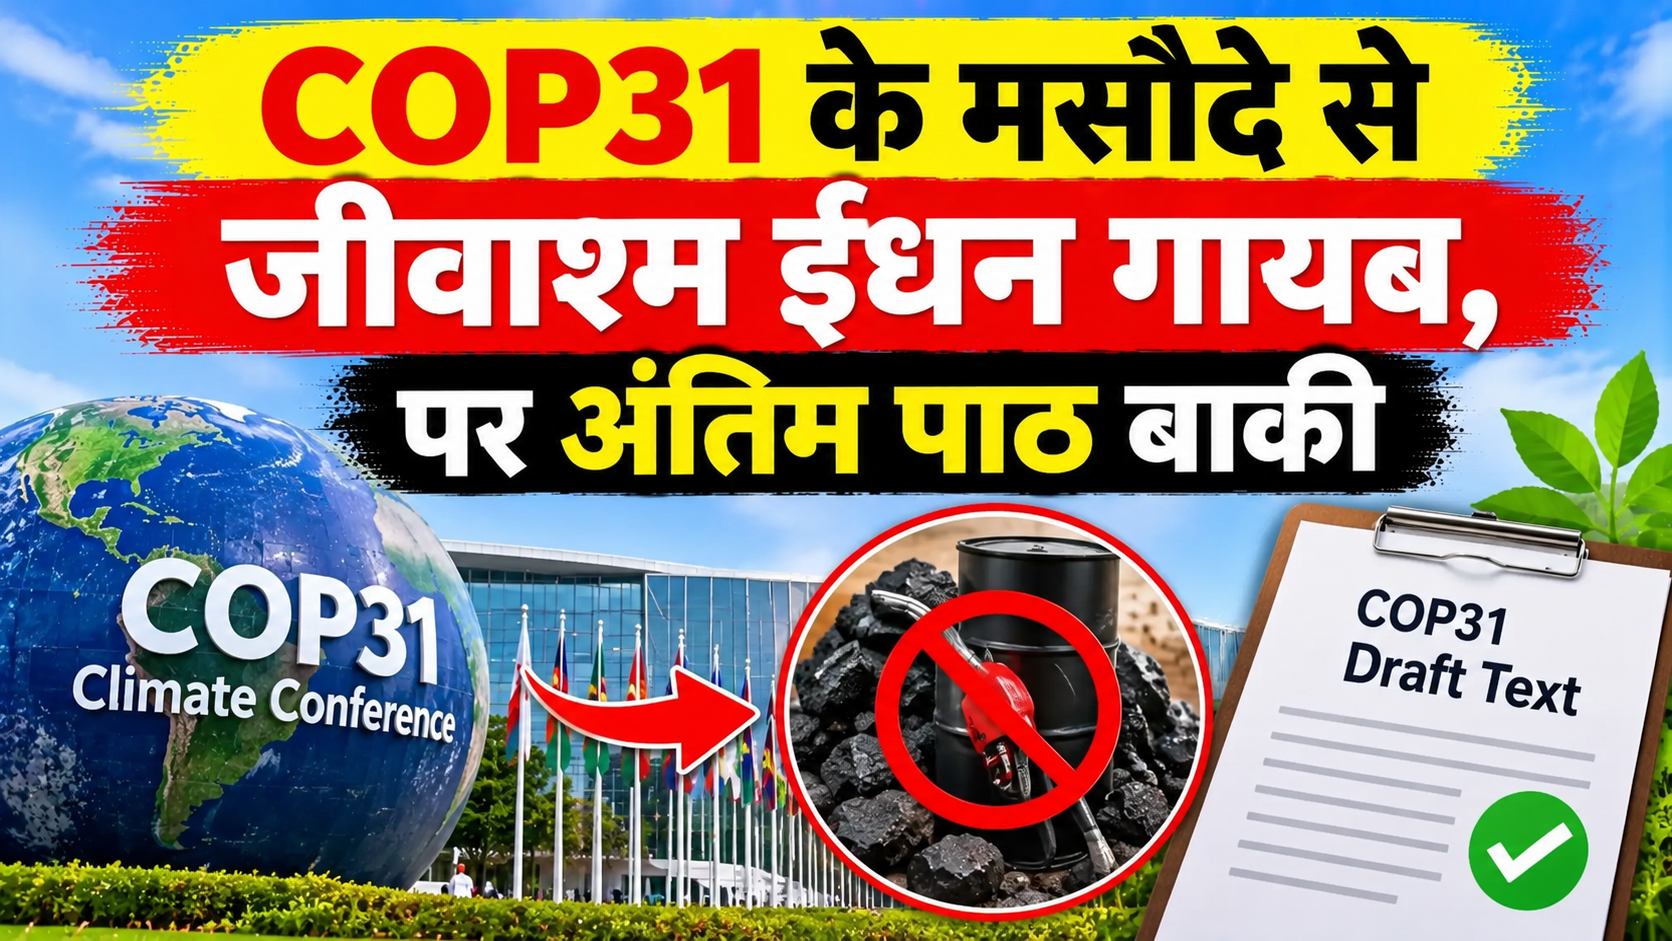 COP31 के मसौदे से
जीवाश्म ईंधन गायब,
पर अंतिम पाठ बाकी
COP31
Climate Conference
COP31
Draft Text